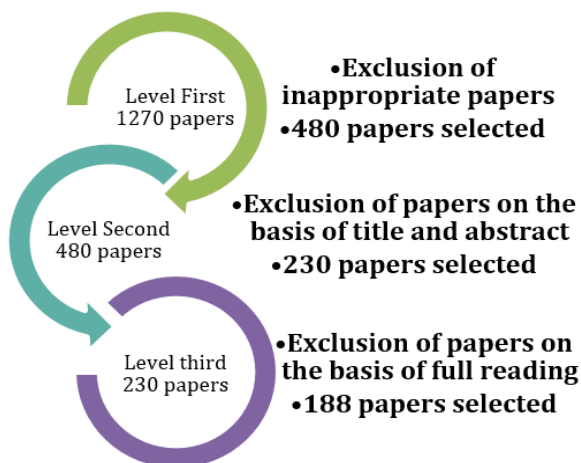 Level First
1270 papers
•Exclusion of
inappropriate papers
•480 papers selected
Level Second
480 papers
•Exclusion of papers on the
basis of title and abstract
•230 papers selected
Level third
230 papers
•Exclusion of papers on
the basis of full reading
•188 papers selected